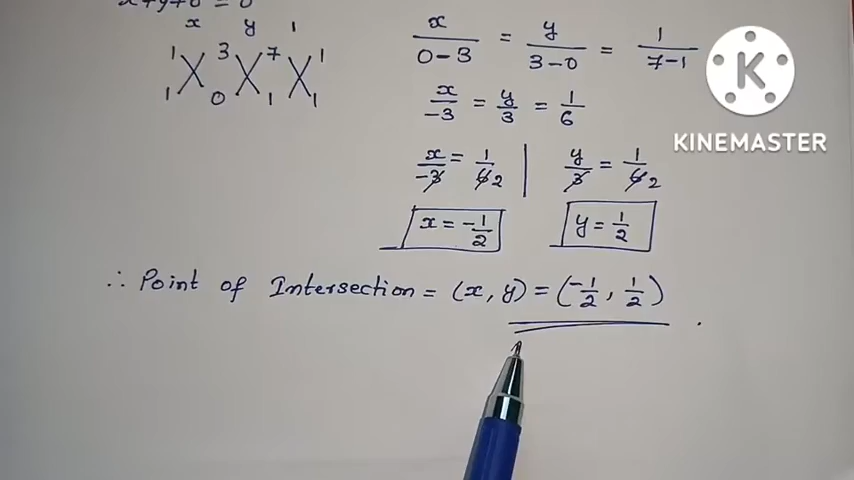 x+y+0 = 0
x y 1
1 3 7 1
1 0 1 1
x/0-3 = y/3-0 = 1/7-1
x/-3 = y/3 = 1/6
x/-3 = 1/6 2 | y/3 = 1/6 2
x = -1/2 y = 1/2
∴ Point of Intersection = (x, y) = (-1/2, 1/2).
K
KINEMASTER